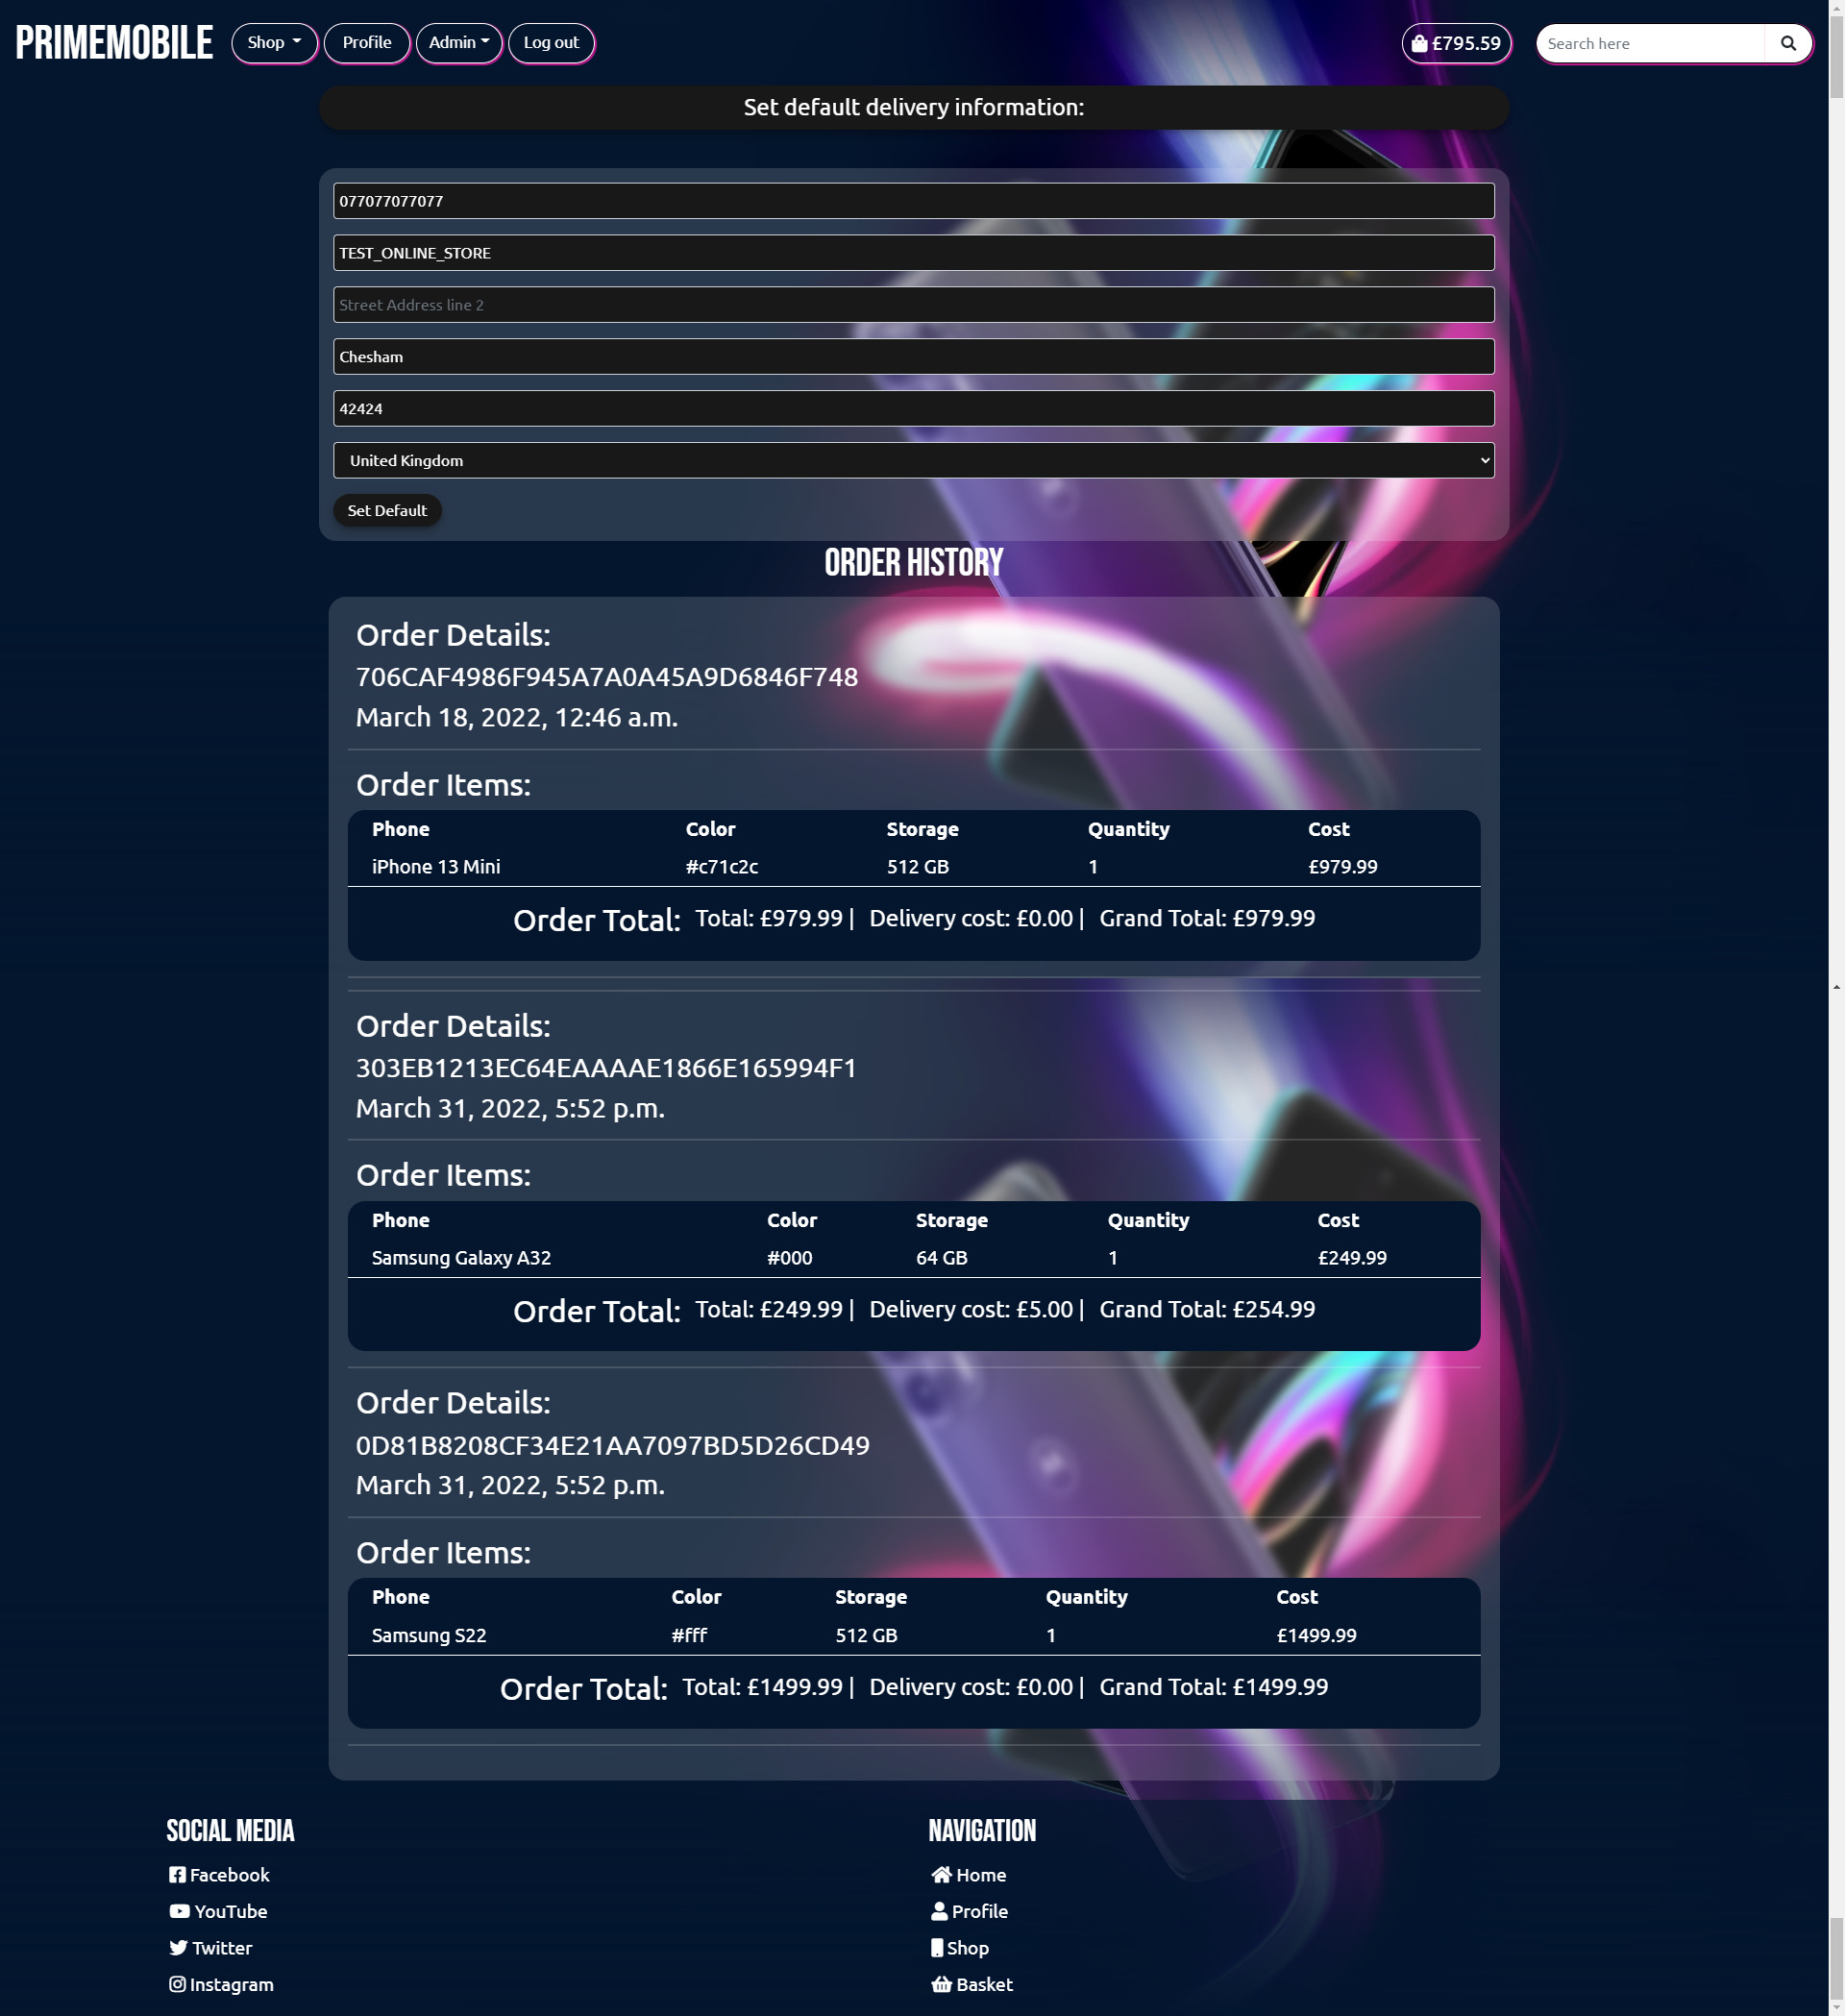 PRIMEMOBILE Shop Profile Admin Log out £795.59 Search here
Set default delivery information:
077077077077
TEST_ONLINE_STORE
Street Address line 2
Chesham
42424
United Kingdom
Set Default
ORDER HISTORY
Order Details:
706CAF4986F945A7A0A45A9D6846F748
March 18, 2022, 12:46 a.m.
Order Items:
Phone Color Storage Quantity Cost
iPhone 13 Mini #c71c2c 512 GB 1 £979.99
Order Total: Total: £979.99 | Delivery cost: £0.00 | Grand Total: £979.99
Order Details:
303EB1213EC64EAAAAE1866E165994F1
March 31, 2022, 5:52 p.m.
Order Items:
Phone Color Storage Quantity Cost
Samsung Galaxy A32 #000 64 GB 1 £249.99
Order Total: Total: £249.99 | Delivery cost: £5.00 | Grand Total: £254.99
Order Details:
0D81B8208CF34E21AA7097BD5D26CD49
March 31, 2022, 5:52 p.m.
Order Items:
Phone Color Storage Quantity Cost
Samsung S22 #fff 512 GB 1 £1499.99
Order Total: Total: £1499.99 | Delivery cost: £0.00 | Grand Total: £1499.99
SOCIAL MEDIA
Facebook
YouTube
Twitter
Instagram
NAVIGATION
Home
Profile
Shop
Basket